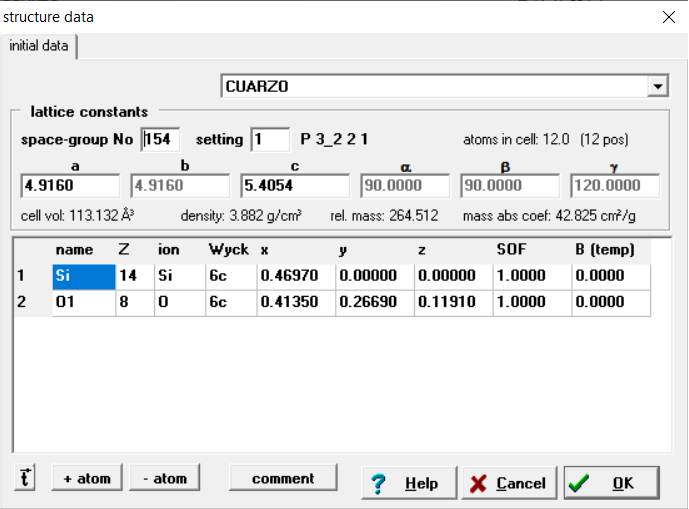 structure data
initial data
CUARZO
lattice constants
space-group No 154 setting 1 P 3_2 2 1 atoms in cell: 12.0 (12 pos)
a b c α β γ
4.9160 4.9160 5.4054 90.0000 90.0000 120.0000
cell vol: 113.132 Å³ density: 3.882 g/cm³ rel. mass: 264.512 mass abs coef: 42.825 cm²/g
name Z ion Wyck x y z SOF B (temp)
1 Si 14 Si 6c 0.46970 0.00000 0.00000 1.0000 0.0000
2 O1 8 O 6c 0.41350 0.26690 0.11910 1.0000 0.0000
t + atom - atom comment ? Help Cancel OK